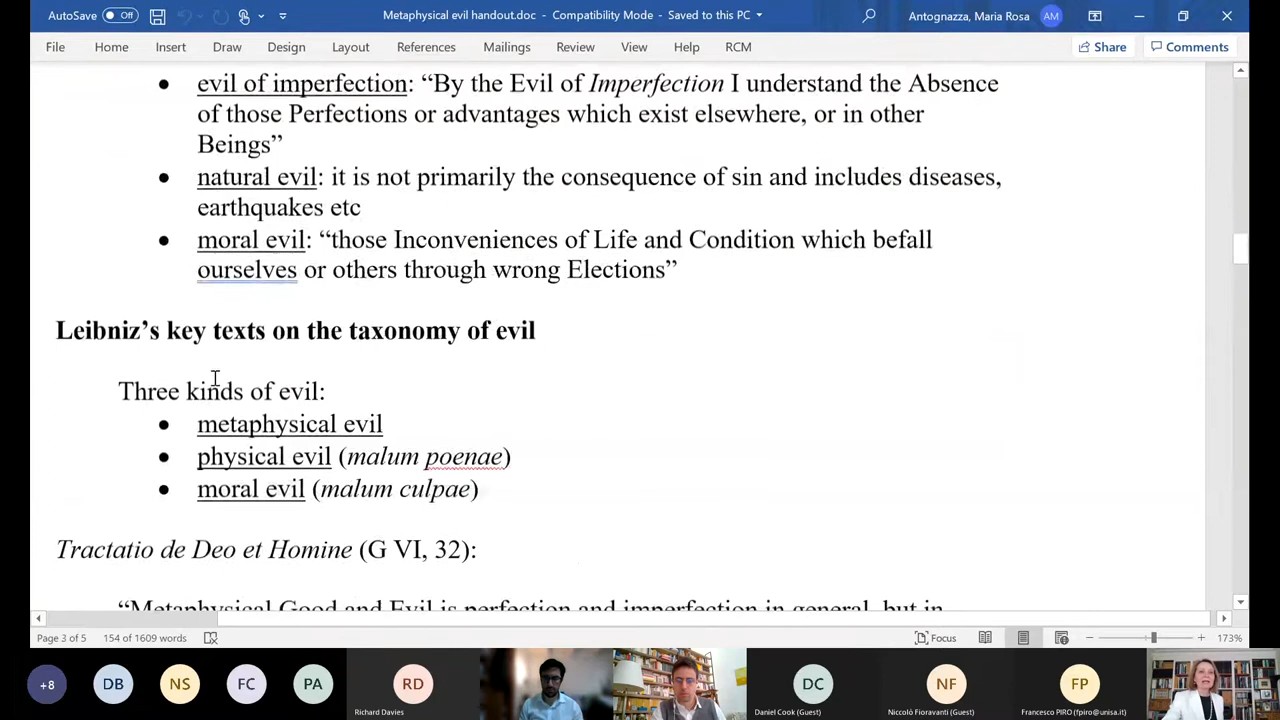 AutoSave Off Metaphysical evil handout.doc - Compatibility Mode - Saved to this PC Antognazza, Maria Rosa AM
File Home Insert Draw Design Layout References Mailings Review View Help RCM Share Comments
• evil of imperfection: “By the Evil of Imperfection I understand the Absence
of those Perfections or advantages which exist elsewhere, or in other
Beings”
• natural evil: it is not primarily the consequence of sin and includes diseases,
earthquakes etc
• moral evil: “those Inconveniences of Life and Condition which befall
ourselves or others through wrong Elections”
Leibniz’s key texts on the taxonomy of evil
Three kinds of evil:
• metaphysical evil
• physical evil (malum poenae)
• moral evil (malum culpae)
Tractatio de Deo et Homine (G VI, 32):
“Metaphysical Good and Evil is perfection and imperfection in general, but in
Page 3 of 5 154 of 1609 words Focus 173%
+8 DB NS FC PA RD DC NF FP
Richard Davies Daniel Cook (Guest) Niccolò Fioravanti (Guest) Francesco PIRO (fpiro@unisa.it)